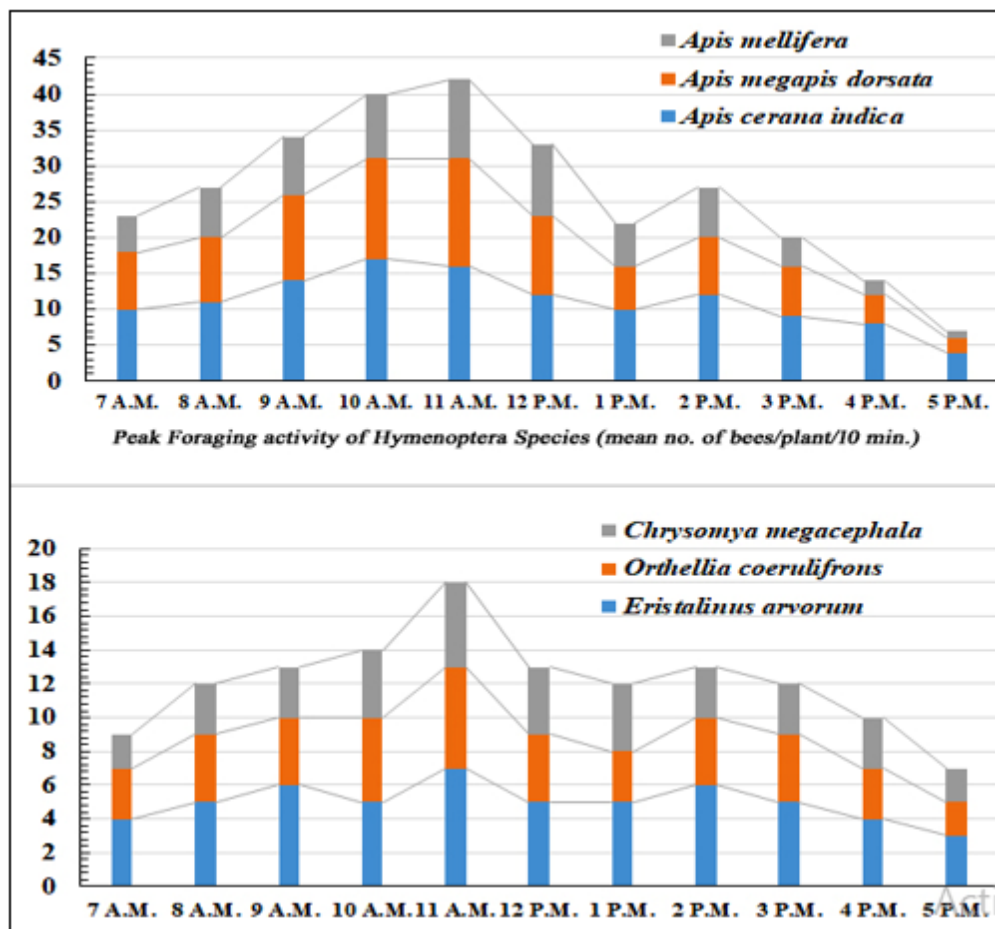 Apis mellifera
Apis megapis dorsata
Apis cerana indica
45
40
35
30
25
20
15
10
5
0
7 A.M. 8 A.M. 9 A.M. 10 A.M. 11 A.M. 12 P.M. 1 P.M. 2 P.M. 3 P.M. 4 P.M. 5 P.M.
Peak Foraging activity of Hymenoptera Species (mean no. of bees/plant/10 min.)
Chrysomya megacephala
Orthellia coerulifrons
Eristalinus arvorum
20
18
16
14
12
10
8
6
4
2
0
7 A.M. 8 A.M. 9 A.M. 10 A.M. 11 A.M. 12 P.M. 1 P.M. 2 P.M. 3 P.M. 4 P.M. 5 P.M.